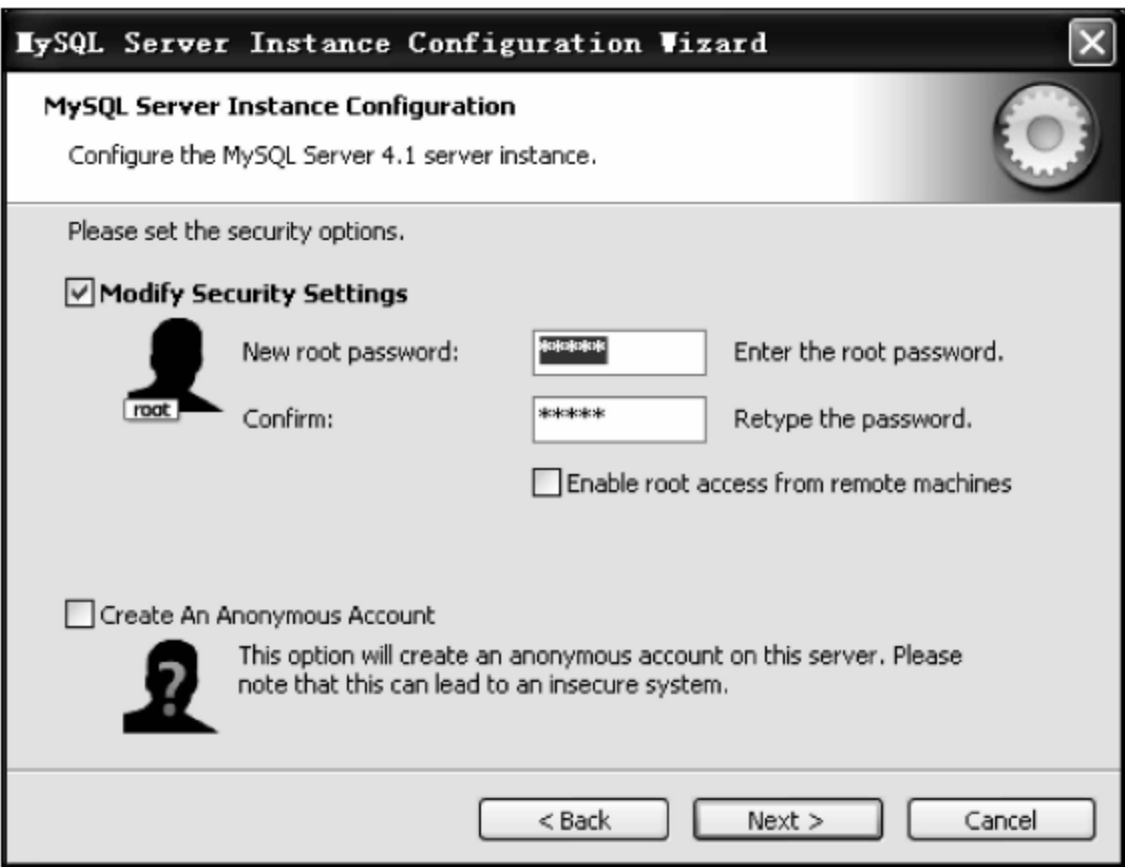 MySQL Server Instance Configuration Wizard
MySQL Server Instance Configuration
Configure the MySQL Server 4.1 server instance.
Please set the security options.
Modify Security Settings
New root password: ***** Enter the root password.
root
Confirm: ***** Retype the password.
Enable root access from remote machines
Create An Anonymous Account
This option will create an anonymous account on this server. Please
note that this can lead to an insecure system.
?
< Back Next > Cancel